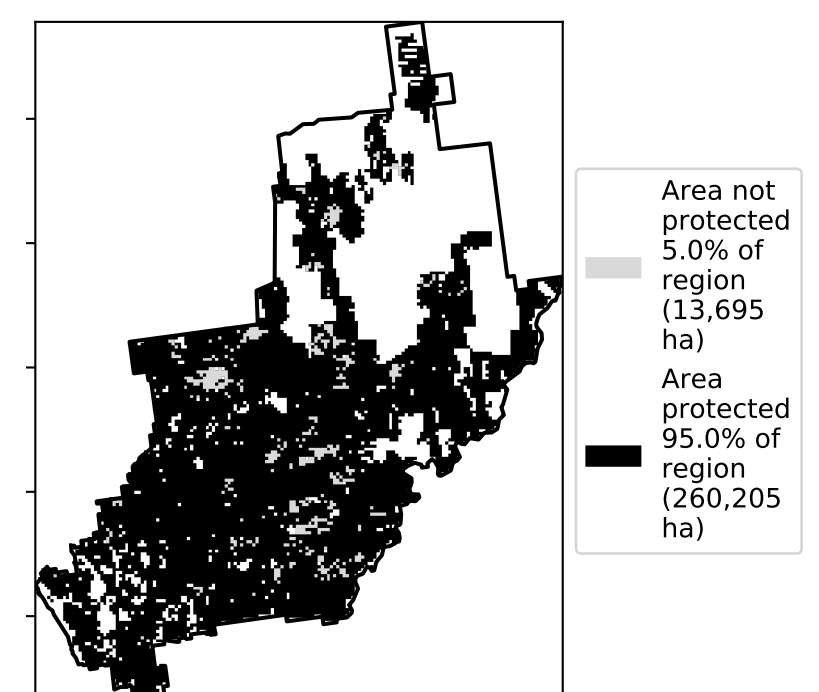 Area not
protected
5.0% of
region
(13,695
ha)
Area
protected
95.0% of
region
(260,205
ha)